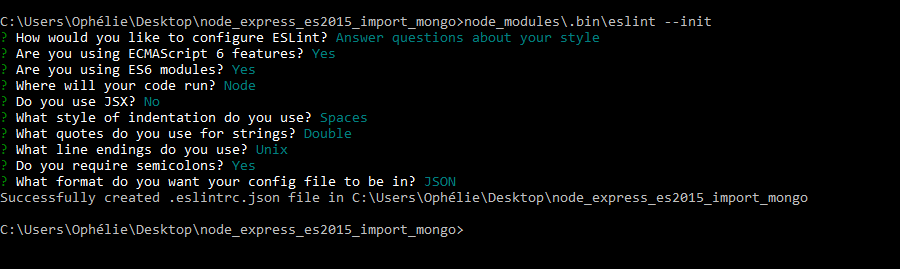 C:\Users\Ophélie\Desktop\node_express_es2015_import_mongo>node_modules\.bin\eslint --init
? How would you like to configure ESLint? Answer questions about your style
? Are you using ECMAScript 6 features? Yes
? Are you using ES6 modules? Yes
? Where will your code run? Node
? Do you use JSX? No
? What style of indentation do you use? Spaces
? What quotes do you use for strings? Double
? What line endings do you use? Unix
? Do you require semicolons? Yes
? What format do you want your config file to be in? JSON
Successfully created .eslintrc.json file in C:\Users\Ophélie\Desktop\node_express_es2015_import_mongo
C:\Users\Ophélie\Desktop\node_express_es2015_import_mongo>